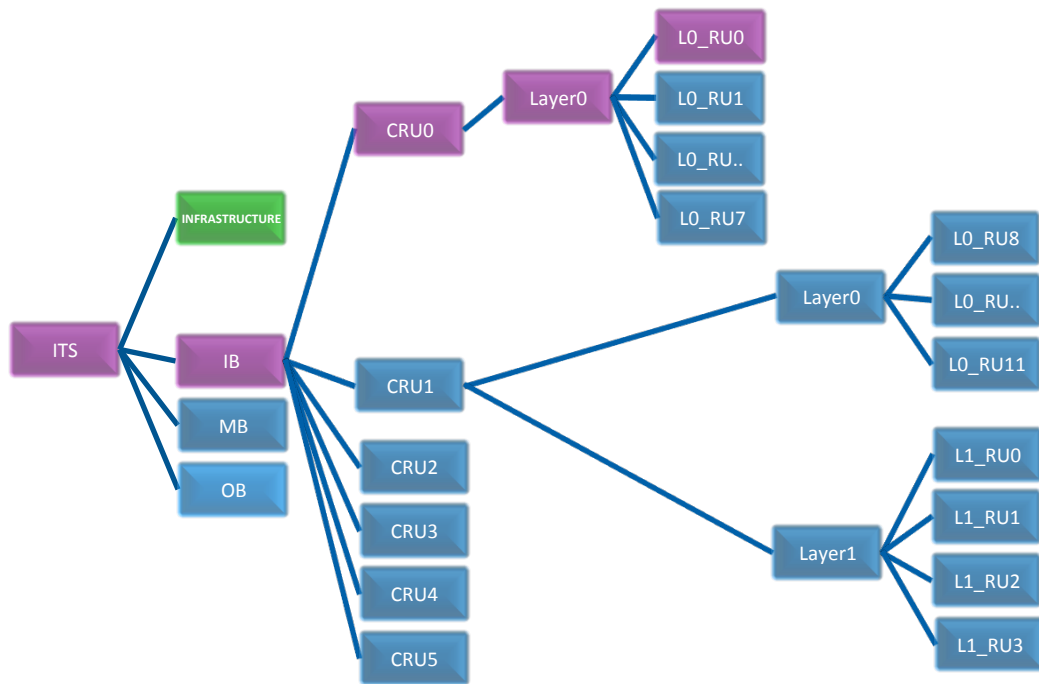 ITS
INFRASTRUCTURE
IB
MB
OB
CRU0
CRU1
CRU2
CRU3
CRU4
CRU5
Layer0
L0_RU0
L0_RU1
L0_RU..
L0_RU7
Layer0
L0_RU8
L0_RU..
L0_RU11
Layer1
L1_RU0
L1_RU1
L1_RU2
L1_RU3